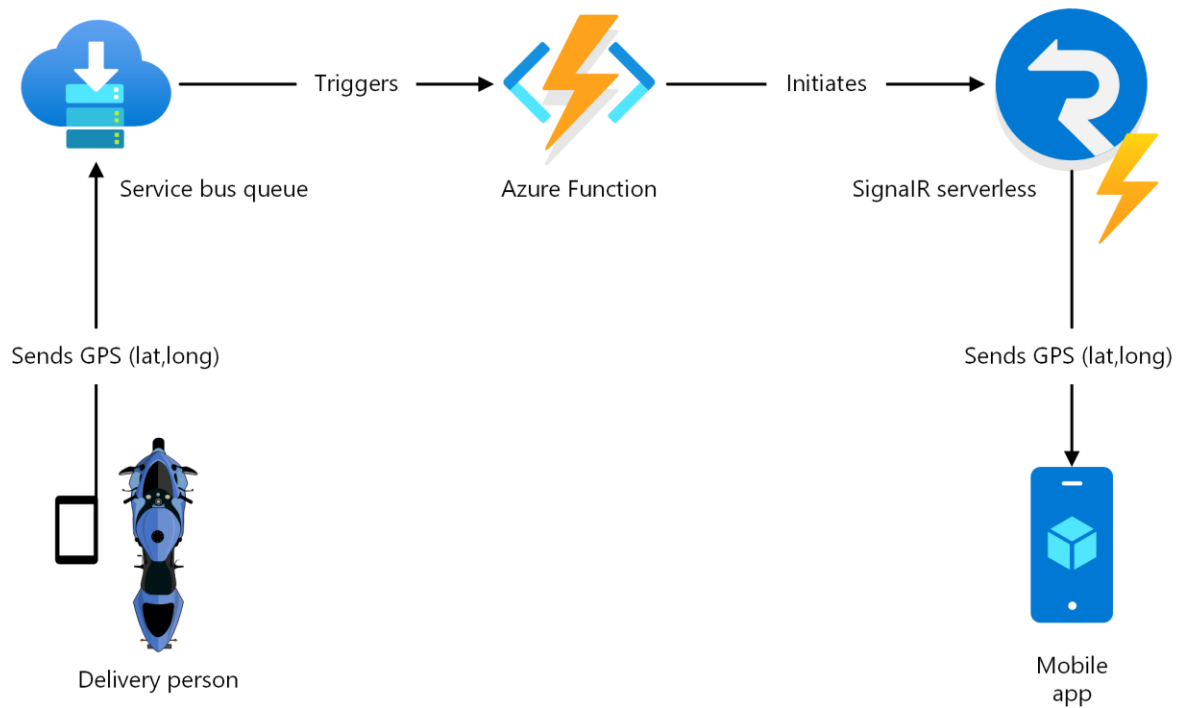 Triggers
Initiates
Service bus queue
Azure Function
SignalR serverless
Sends GPS (lat,long)
Sends GPS (lat,long)
Delivery person
Mobile
app